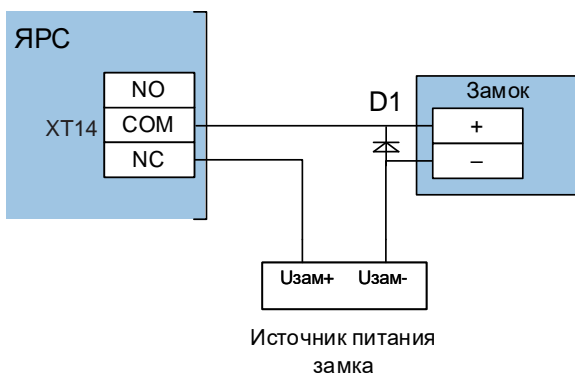 ЯРС
XT14
NO
COM
NC
D1
Замок
+
–
Uзам+ Uзам-
Источник питания
замка